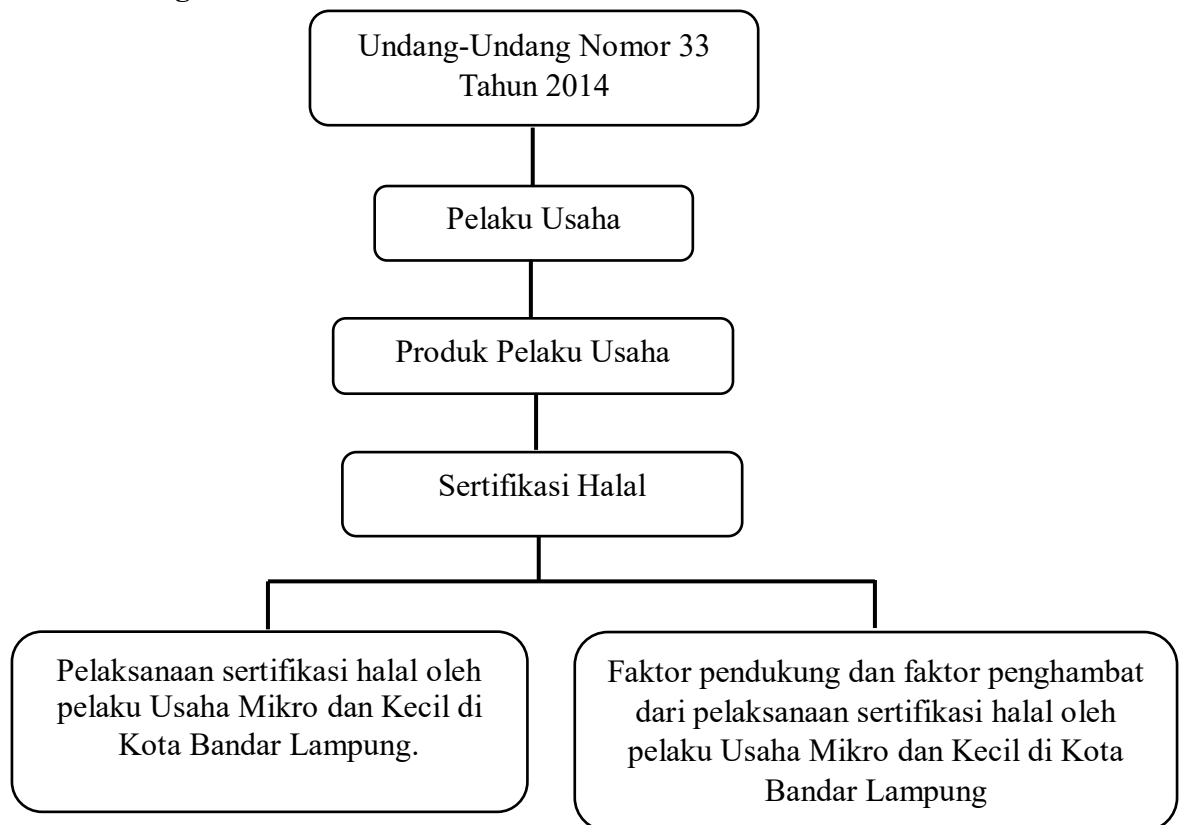 Undang-Undang Nomor 33
Tahun 2014
Pelaku Usaha
Produk Pelaku Usaha
Sertifikasi Halal
Pelaksanaan sertifikasi halal oleh
pelaku Usaha Mikro dan Kecil di
Kota Bandar Lampung.
Faktor pendukung dan faktor penghambat
dari pelaksanaan sertifikasi halal oleh
pelaku Usaha Mikro dan Kecil di Kota
Bandar Lampung